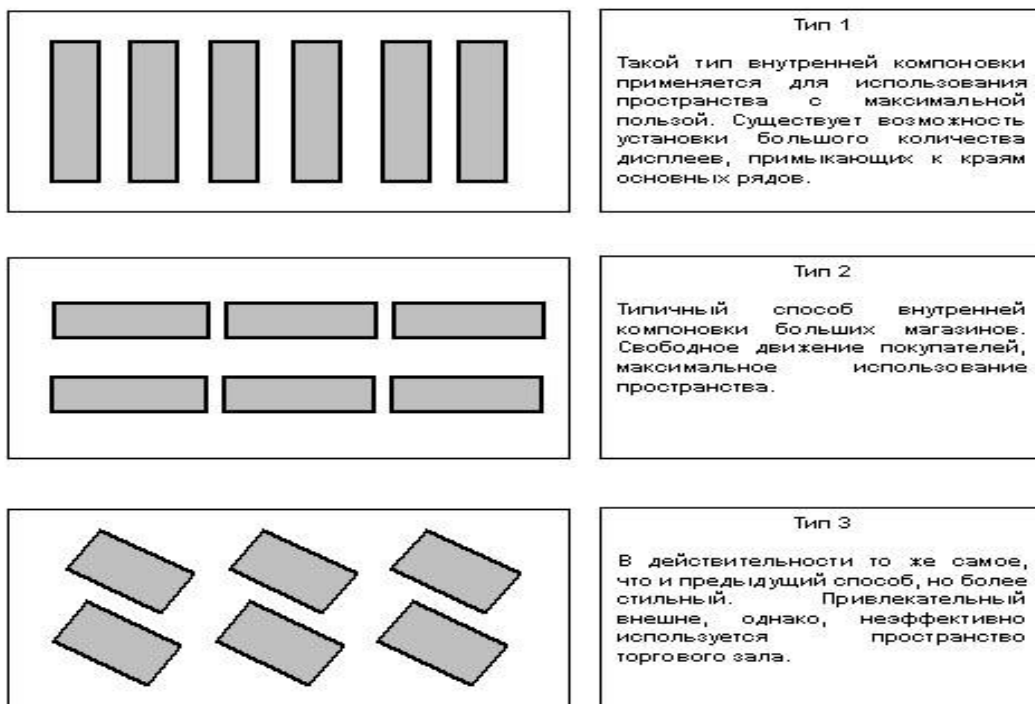 Тип 1
Такой тип внутренней компоновки
применяется для использования
пространства с максимальной
пользой. Существует возможность
установки большого количества
дисплеев, примыкающих к краям
основных рядов.
Тип 2
Типичный способ внутренней
компоновки больших магазинов.
Свободное движение покупателей,
максимальное использование
пространства.
Тип 3
В действительности то же самое,
что и предыдущий способ, но более
стильный. Привлекательный
внешне, однако, неэффективно
используется пространство
торгового зала.